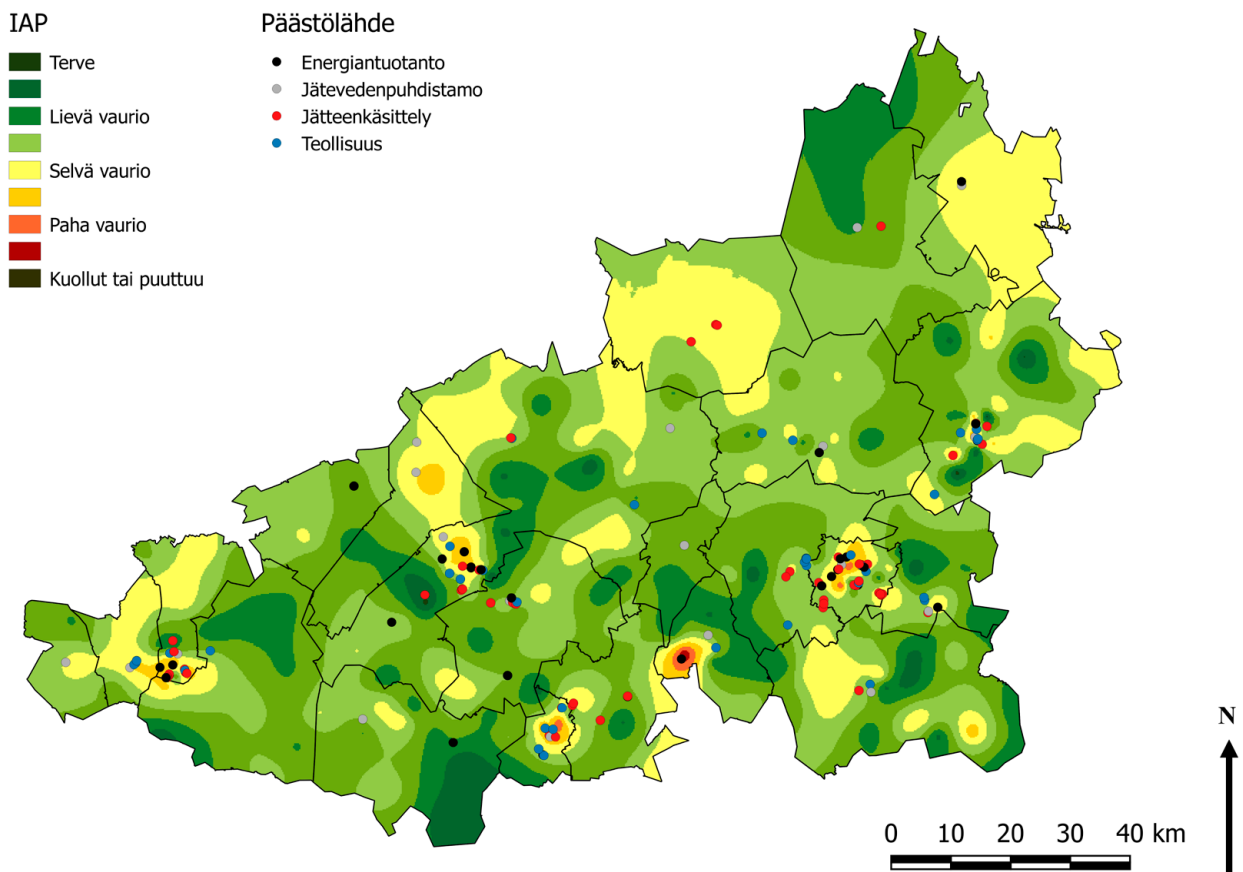 IAP
Terve
Lievä vaurio
Selvä vaurio
Paha vaurio
Kuollut tai puuttuu
Päästölähde
Energiantuotanto
Jätevedenpuhdistamo
Jätteenkäsittely
Teollisuus
N
0 10 20 30 40 km